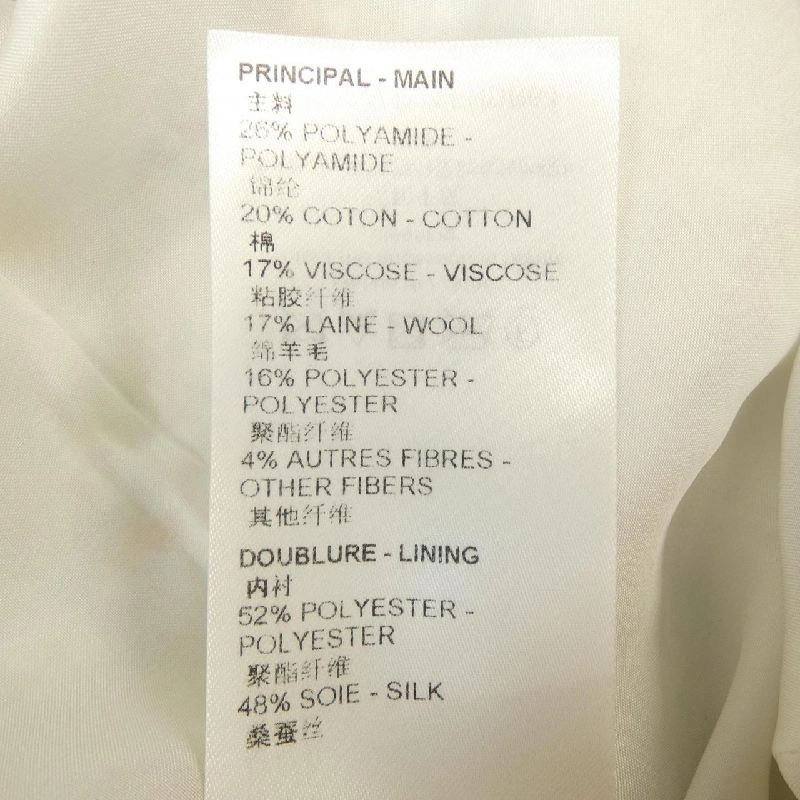 PRINCIPAL - MAIN
主料
26% POLYAMIDE -
POLYAMIDE
锦纶
20% COTON - COTTON
棉
17% VISCOSE - VISCOSE
粘胶纤维
17% LAINE - WOOL
绵羊毛
16% POLYESTER -
POLYESTER
聚酯纤维
4% AUTRES FIBRES -
OTHER FIBERS
其他纤维
DOUBLURE - LINING
内衬
52% POLYESTER -
POLYESTER
聚酯纤维
48% SOIE - SILK
桑蚕丝